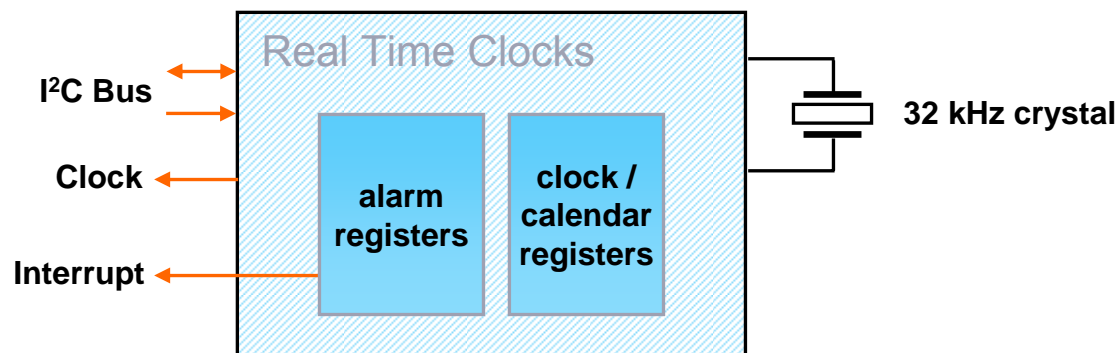 Real Time Clocks
I²C Bus
Clock
Interrupt
alarm
registers
clock /
calendar
registers
32 kHz crystal